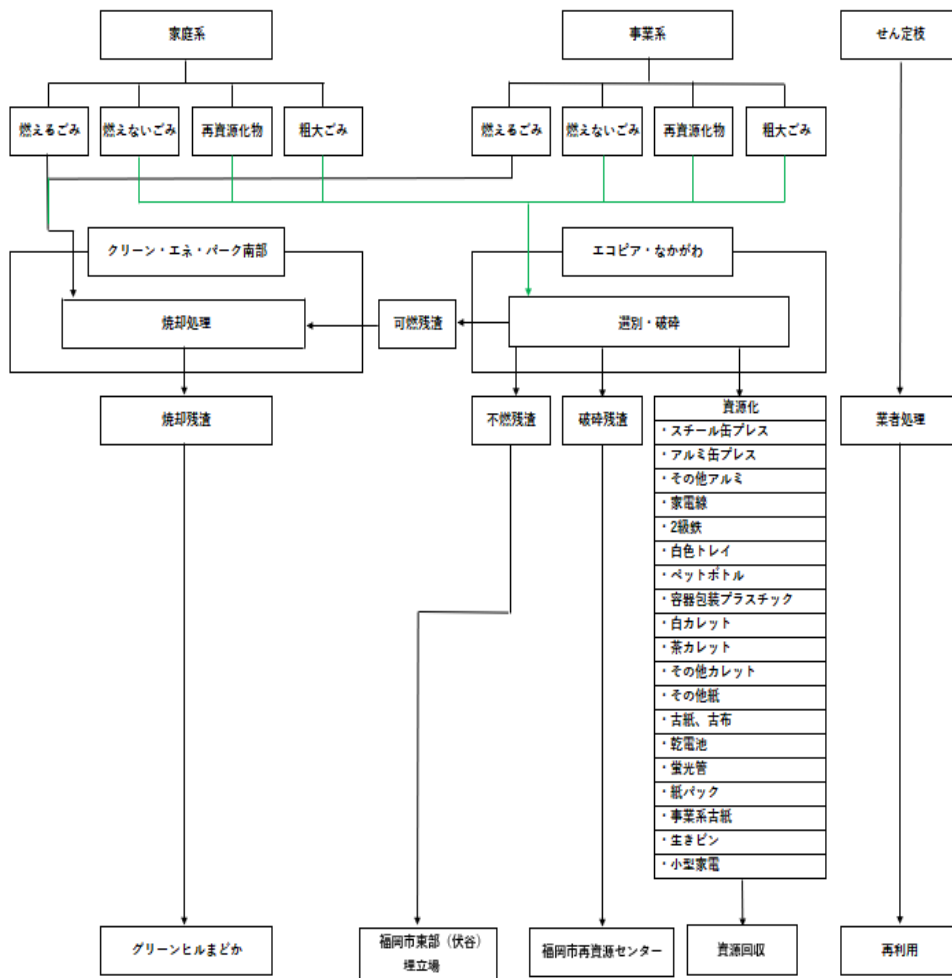 家庭系
事業系
せん定枝
燃えるごみ
燃えないごみ
再資源化物
粗大ごみ
燃えるごみ
燃えないごみ
再資源化物
粗大ごみ
クリーン・エネ・パーク南部
エコピア・なかがわ
焼却処理
可燃残渣
選別・破砕
焼却残渣
不燃残渣
破砕残渣
資源化
・スチール缶プレス
・アルミ缶プレス
・その他アルミ
・家電線
・2級鉄
・白色トレイ
・ペットボトル
・容器包装プラスチック
・白カレット
・茶カレット
・その他カレット
・その他紙
・古紙、古布
・乾電池
・蛍光管
・紙パック
・事業系古紙
・生きビン
・小型家電
業者処理
グリーンヒルまどか
福岡市東部（伏谷）
埋立場
福岡市再資源センター
資源回収
再利用